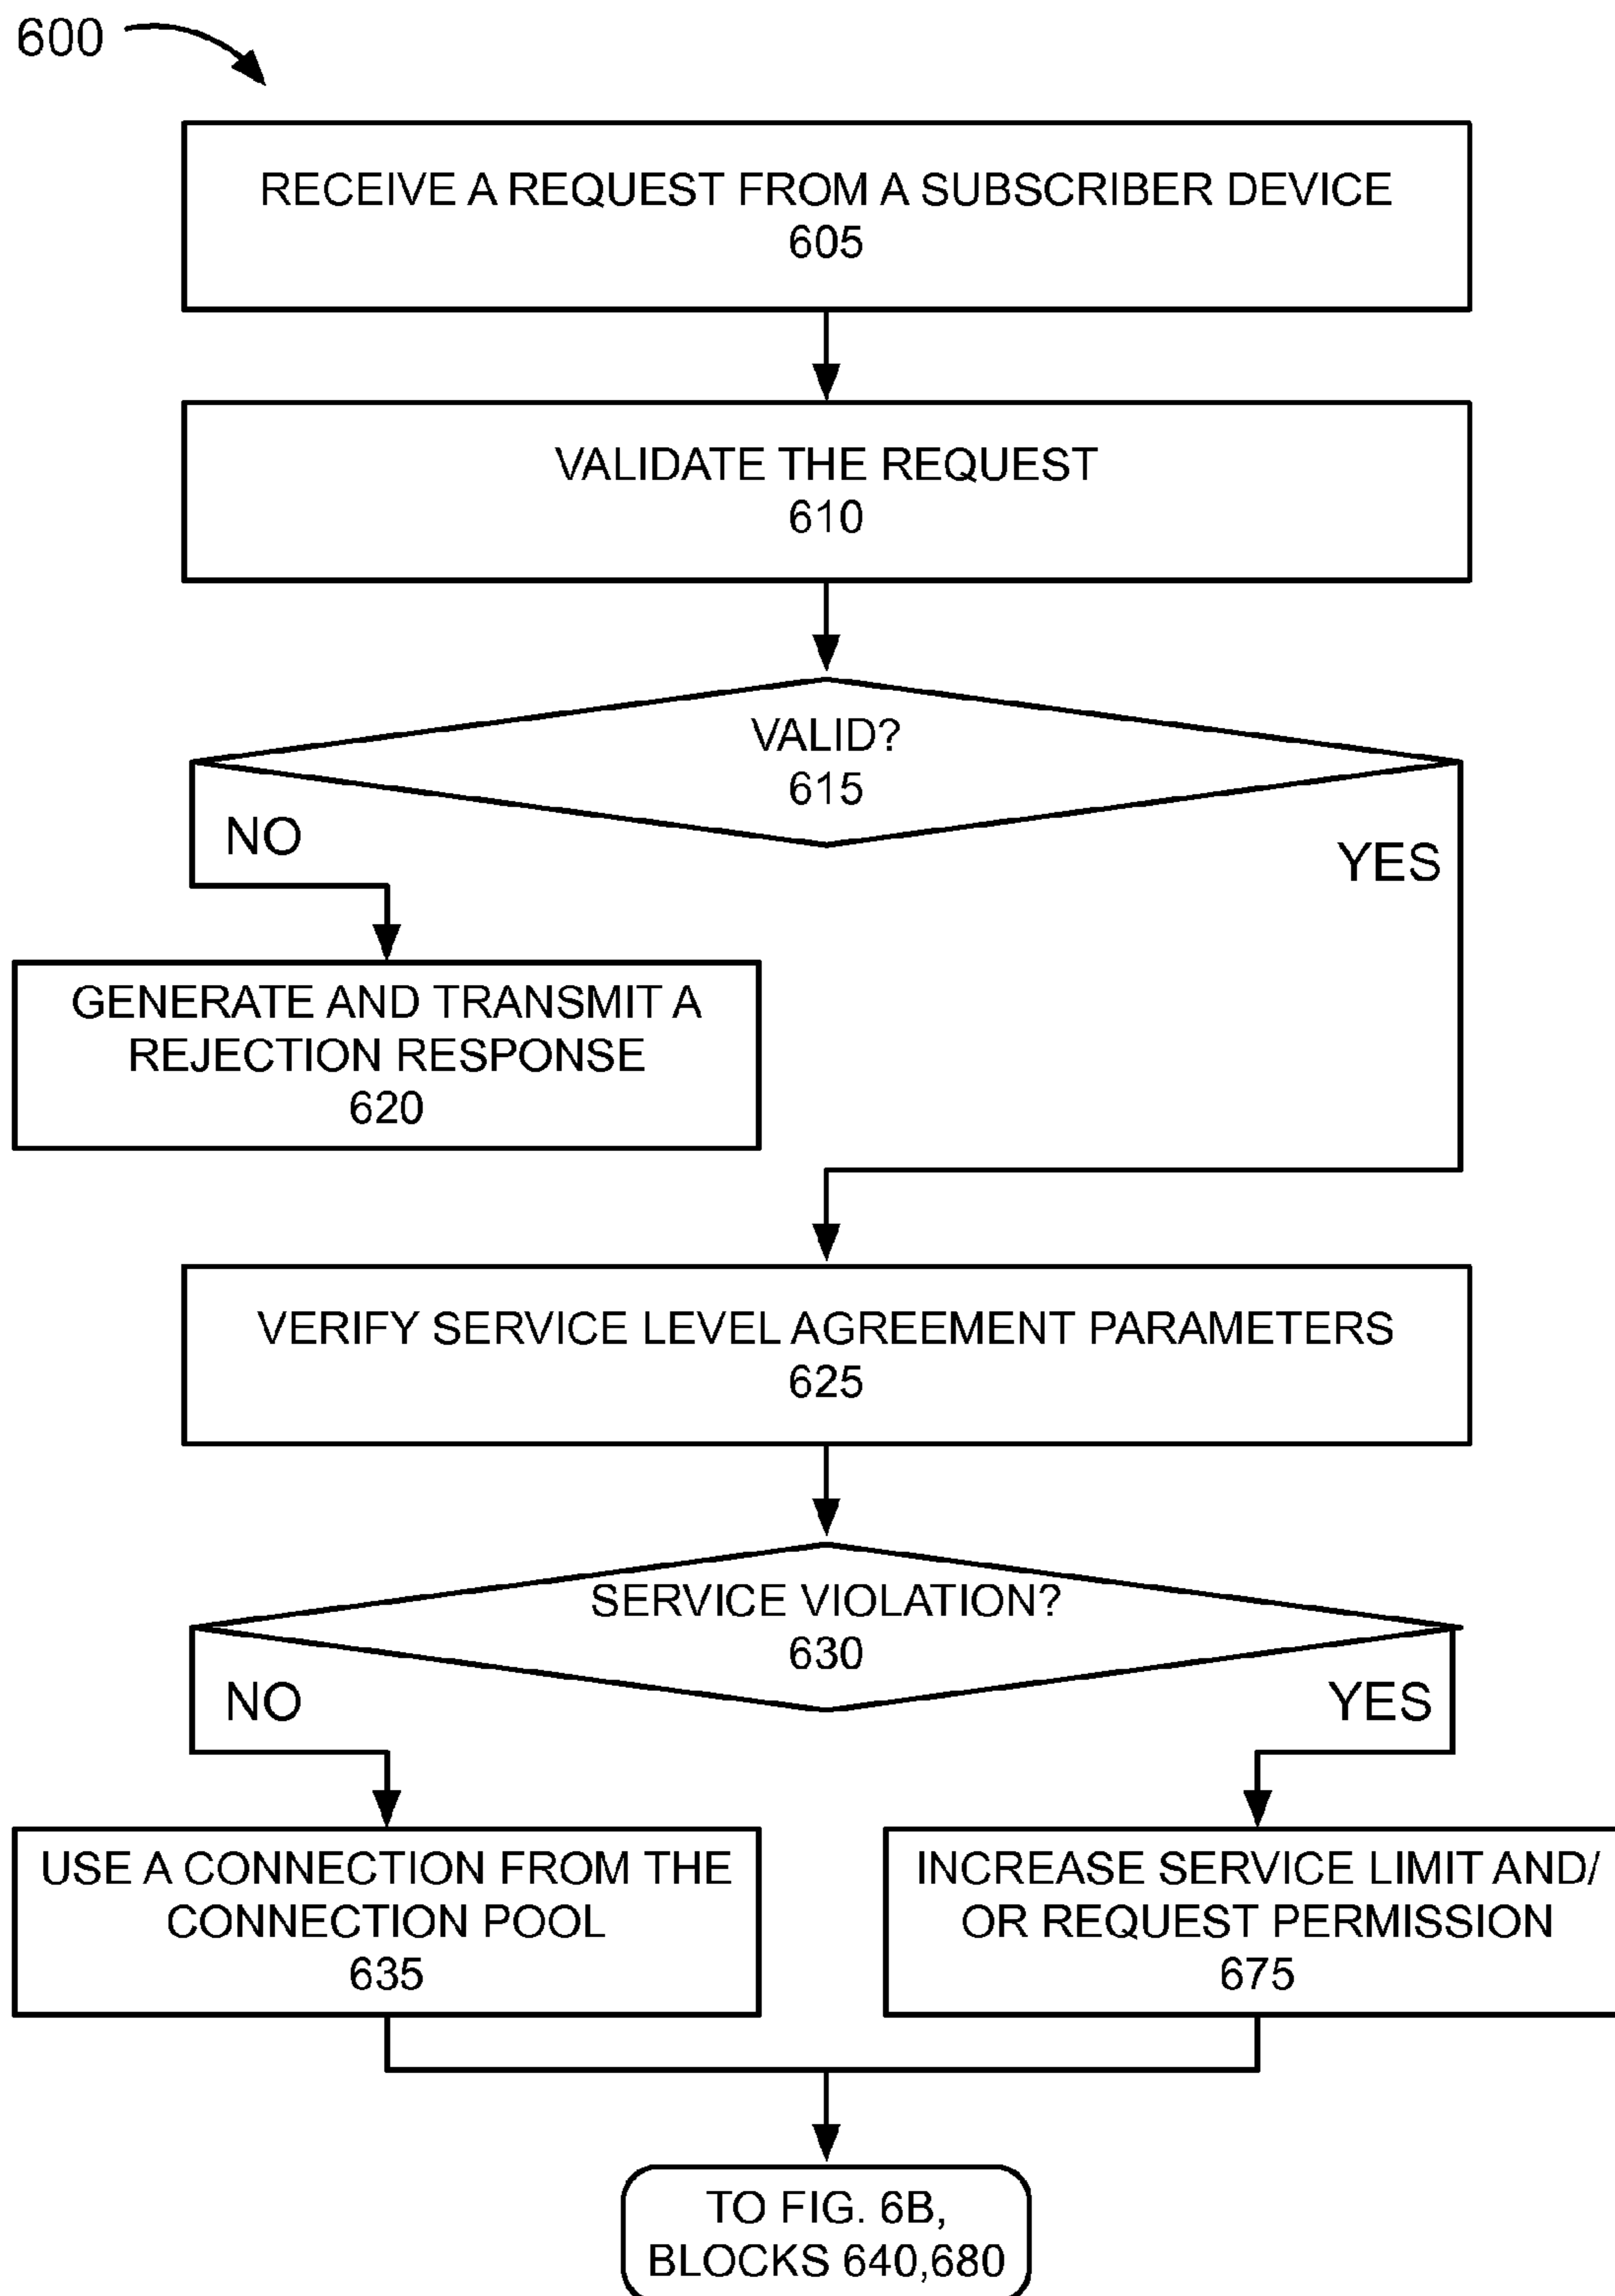 600
RECEIVE A REQUEST FROM A SUBSCRIBER DEVICE
605
VALIDATE THE REQUEST
610
VALID?
615
NO
YES
GENERATE AND TRANSMIT A
REJECTION RESPONSE
620
VERIFY SERVICE LEVEL AGREEMENT PARAMETERS
625
SERVICE VIOLATION?
630
NO
YES
USE A CONNECTION FROM THE
CONNECTION POOL
635
INCREASE SERVICE LIMIT AND/
OR REQUEST PERMISSION
675
TO FIG. 6B,
BLOCKS 640,680